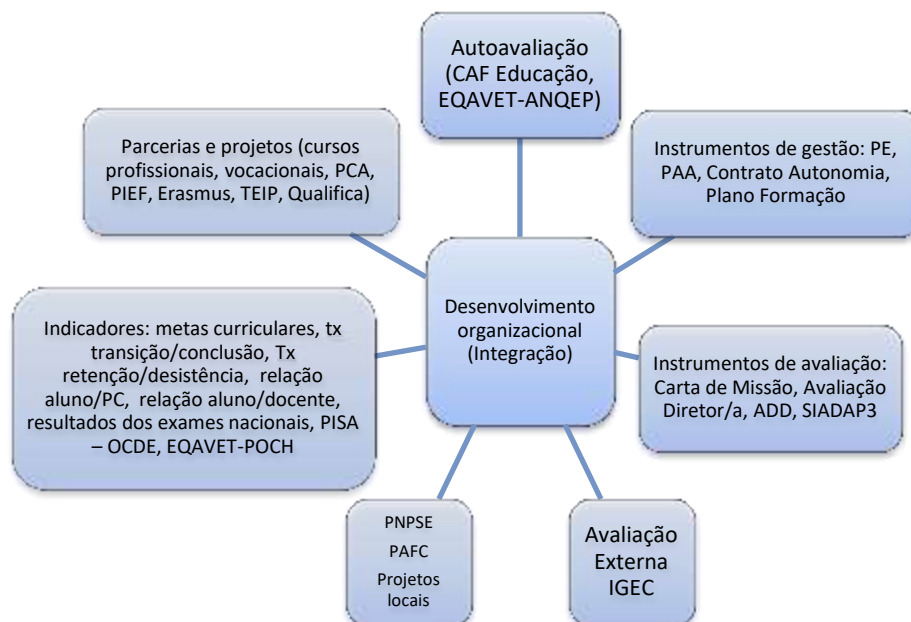 Autoavaliação
(CAF Educação,
EQAVET-ANQEP)
Parcerias e projetos (cursos
profissionais, vocacionais, PCA,
PIEF, Erasmus, TEIP, Qualifica)
Instrumentos de gestão: PE,
PAA, Contrato Autonomia,
Plano Formação
Desenvolvimento
organizacional
(Integração)
Indicadores: metas curriculares, tx
transição/conclusão, Tx
retenção/desistência, relação
aluno/PC, relação aluno/docente,
resultados dos exames nacionais, PISA
– OCDE, EQAVET-POCH
Instrumentos de avaliação:
Carta de Missão, Avaliação
Diretor/a, ADD, SIADAP3
PNPSE
PAFC
Projetos
locais
Avaliação
Externa
IGEC